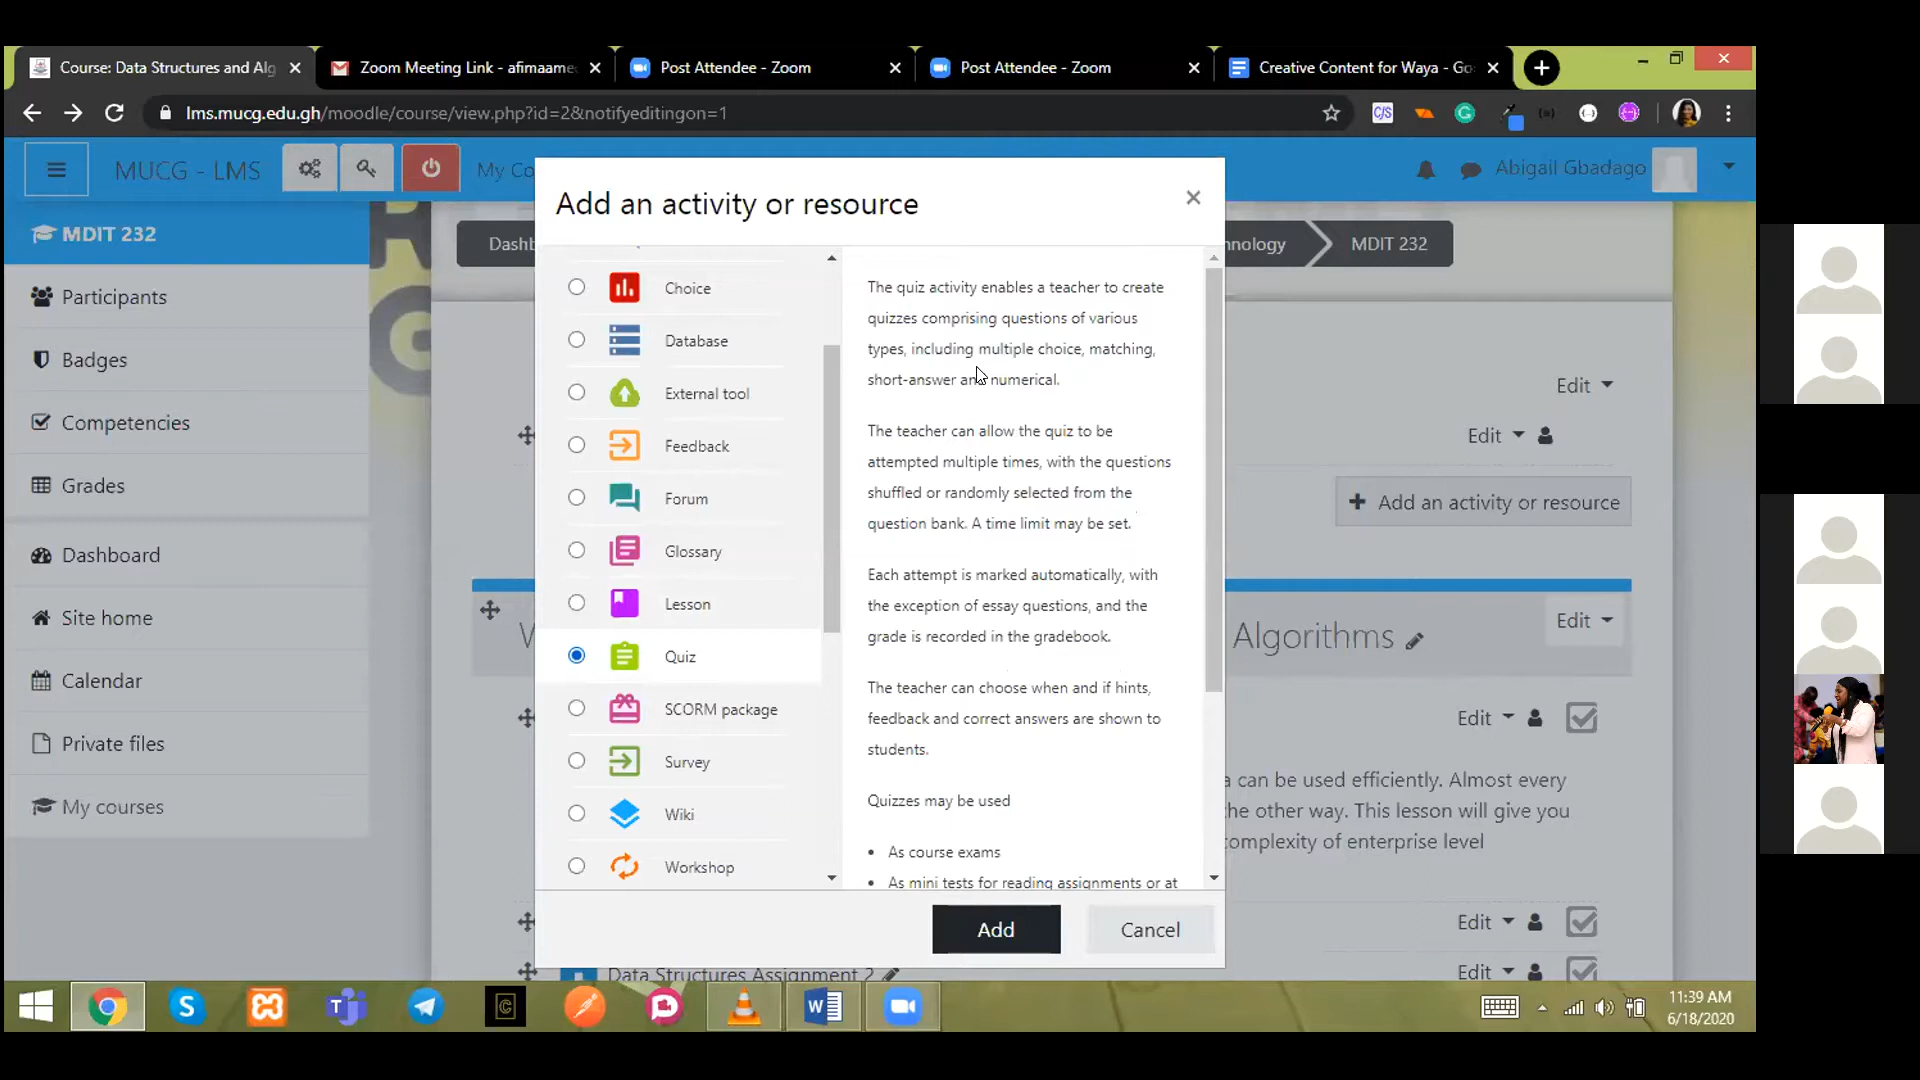 Course: Data Structures and Alg
Zoom Meeting Link - afimaame
Post Attendee - Zoom
Post Attendee - Zoom
Creative Content for Waya - Go
lms.mucg.edu.gh/moodle/course/view.php?id=2&notifyeditingon=1
MUCG - LMS
My Co
Abigail Gbadago
MDIT 232
Participants
Badges
Competencies
Grades
Dashboard
Site home
Calendar
Private files
My courses
Dashb
nnology
MDIT 232
Edit
Edit
+ Add an activity or resource
Algorithms
Edit
Edit
a can be used efficiently. Almost every
the other way. This lesson will give you
complexity of enterprise level
Edit
Data Structures Assignment 2
Edit
Add an activity or resource
Choice
Database
External tool
Feedback
Forum
Glossary
Lesson
Quiz
SCORM package
Survey
Wiki
Workshop
The quiz activity enables a teacher to create
quizzes comprising questions of various
types, including multiple choice, matching,
short-answer and numerical.
The teacher can allow the quiz to be
attempted multiple times, with the questions
shuffled or randomly selected from the
question bank. A time limit may be set.
Each attempt is marked automatically, with
the exception of essay questions, and the
grade is recorded in the gradebook.
The teacher can choose when and if hints,
feedback and correct answers are shown to
students.
Quizzes may be used
• As course exams
• As mini tests for reading assignments or at
Add
Cancel
11:39 AM
6/18/2020